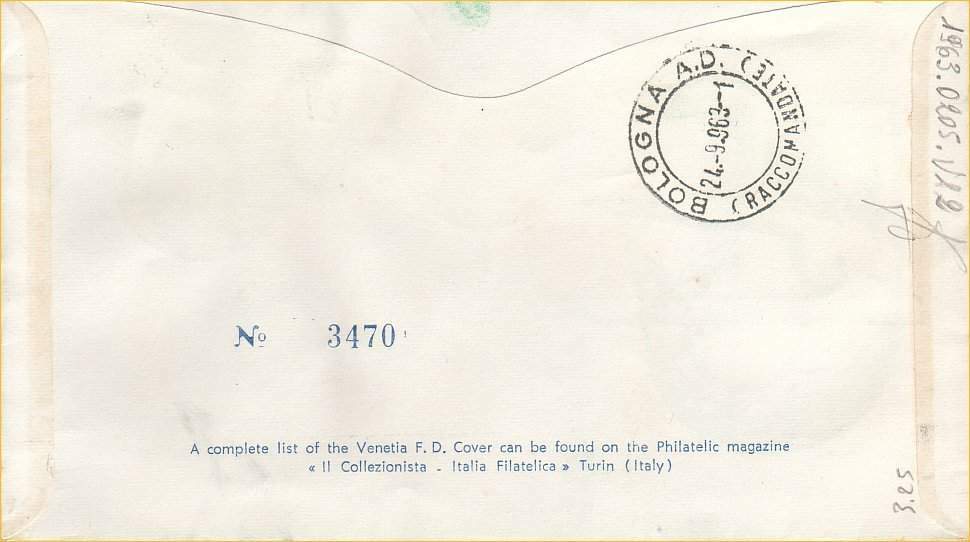 BOLOGNA A.D. (RACCOMANDATE)
24.-9.963--1
No 3470
A complete list of the Venetia F. D. Cover can be found on the Philatelic magazine
« Il Collezionista - Italia Filatelica » Turin (Italy)
3.25